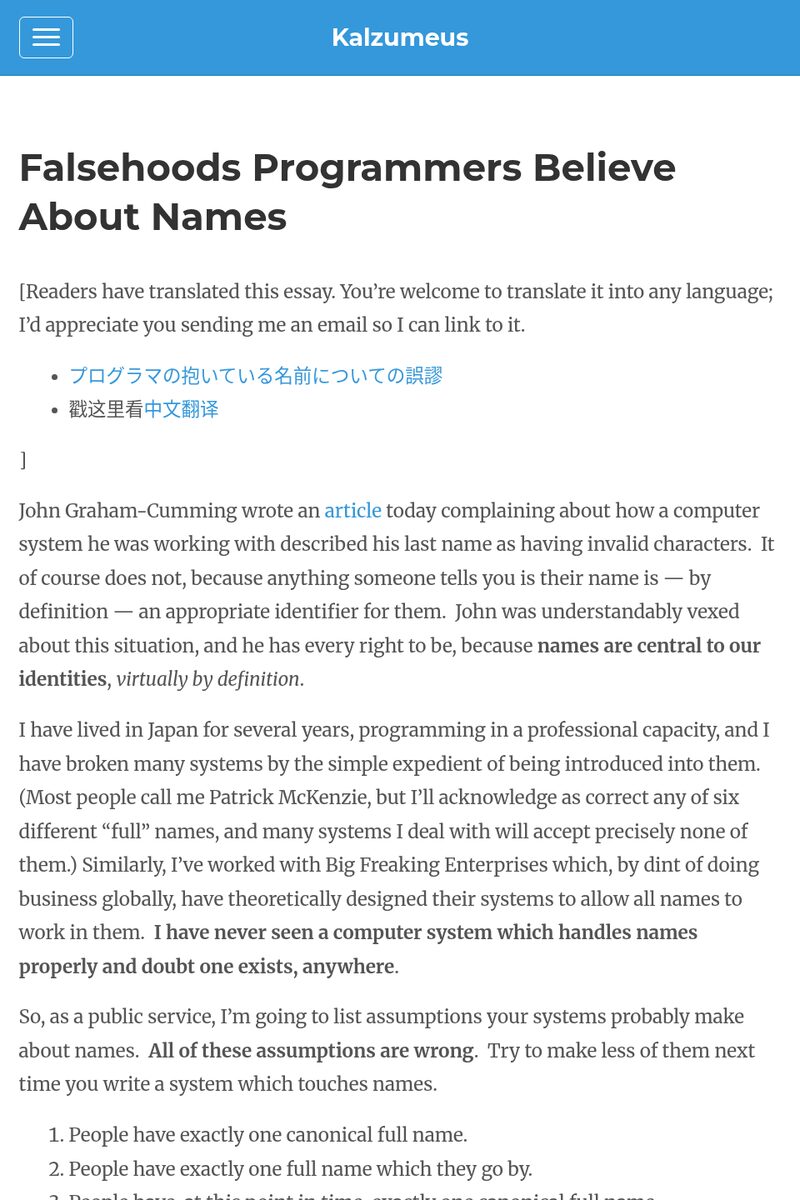 Kalzumeus
Falsehoods Programmers Believe
About Names
[Readers have translated this essay. You’re welcome to translate it into any language;
I’d appreciate you sending me an email so I can link to it.
• プログラマの抱いている名前についての誤謬
• 戳这里看中文翻译
]
John Graham-Cumming wrote an article today complaining about how a computer
system he was working with described his last name as having invalid characters.  It
of course does not, because anything someone tells you is their name is — by
definition — an appropriate identifier for them.  John was understandably vexed
about this situation, and he has every right to be, because names are central to our
identities, virtually by definition.
I have lived in Japan for several years, programming in a professional capacity, and I
have broken many systems by the simple expedient of being introduced into them.
(Most people call me Patrick McKenzie, but I’ll acknowledge as correct any of six
different “full” names, and many systems I deal with will accept precisely none of
them.) Similarly, I’ve worked with Big Freaking Enterprises which, by dint of doing
business globally, have theoretically designed their systems to allow all names to
work in them.  I have never seen a computer system which handles names
properly and doubt one exists, anywhere.
So, as a public service, I’m going to list assumptions your systems probably make
about names.  All of these assumptions are wrong.  Try to make less of them next
time you write a system which touches names.
1. People have exactly one canonical full name.
2. People have exactly one full name which they go by.
3. People have, at this point in time, exactly one canonical full name.